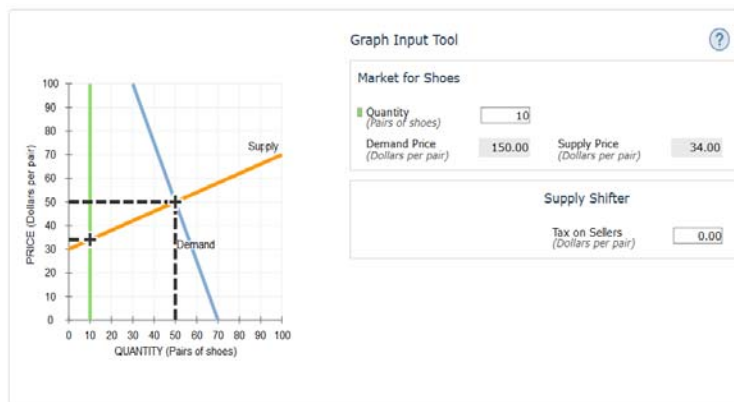 Graph Input Tool
?
Market for Shoes
Quantity
(Pairs of shoes)
10
Demand Price
(Dollars per pair)
150.00
Supply Price
(Dollars per pair)
34.00
Supply Shifter
Tax on Sellers
(Dollars per pair)
0.00
PRICE (Dollars per pair)
100
90
80
70
60
50
40
30
20
10
0
Supply
Demand
0 10 20 30 40 50 60 70 80 90 100
QUANTITY (Pairs of shoes)